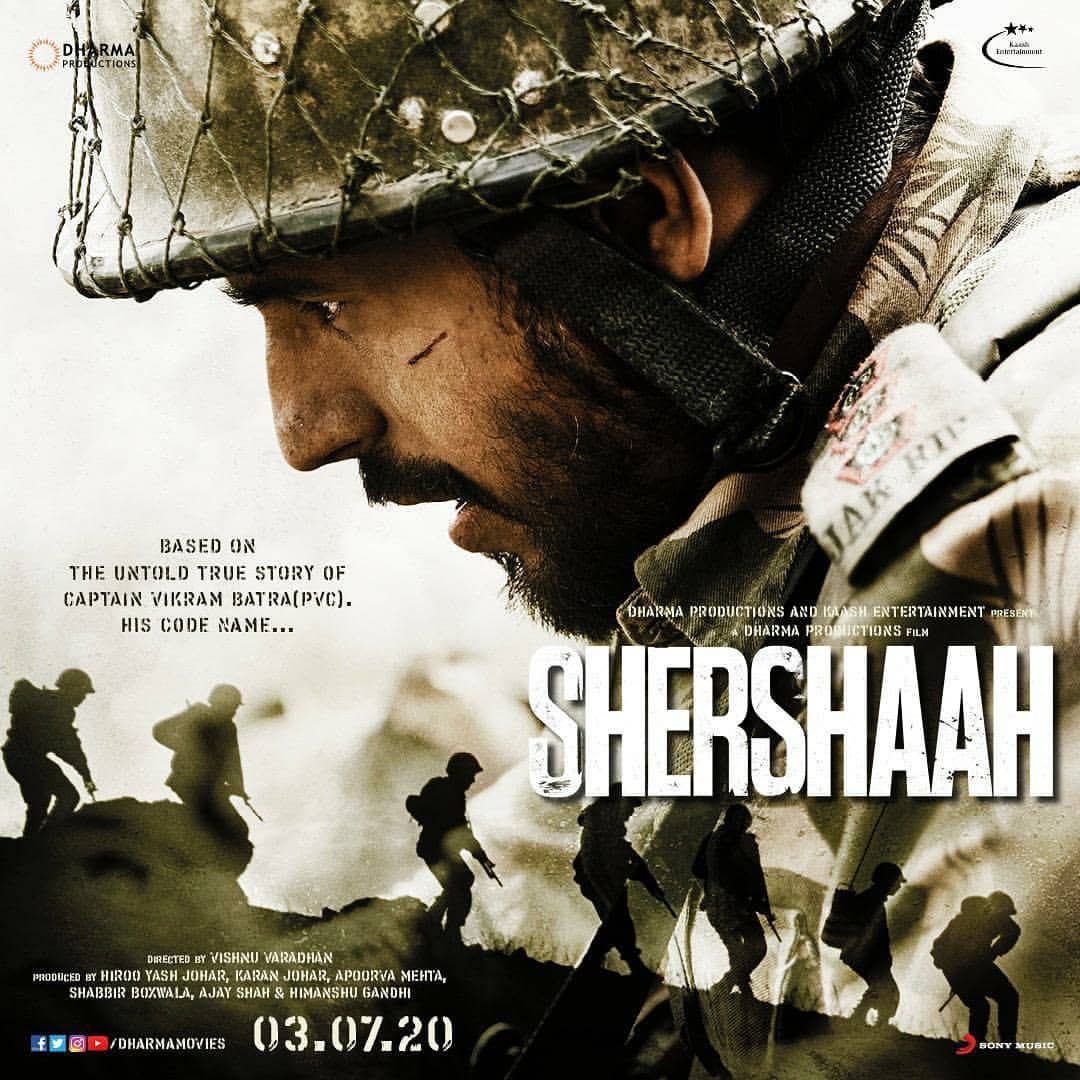 DHARMA
PRODUCTIONS
Kaash
Entertainment
JAK RIF
BASED ON
THE UNTOLD TRUE STORY OF
CAPTAIN VIKRAM BATRA(PVC).
HIS CODE NAME...
DHARMA PRODUCTIONS AND KAASH ENTERTAINMENT PRESENT
A DHARMA PRODUCTIONS FILM
SHERSHAAH
DIRECTED BY VISHNU VARADHAN
PRODUCED BY HIROO YASH JOHAR, KARAN JOHAR, APOORVA MEHTA,
SHABBIR BOXWALA, AJAY SHAH & HIMANSHU GANDHI
/DHARMAMOVIES
03.07.20
SONY MUSIC